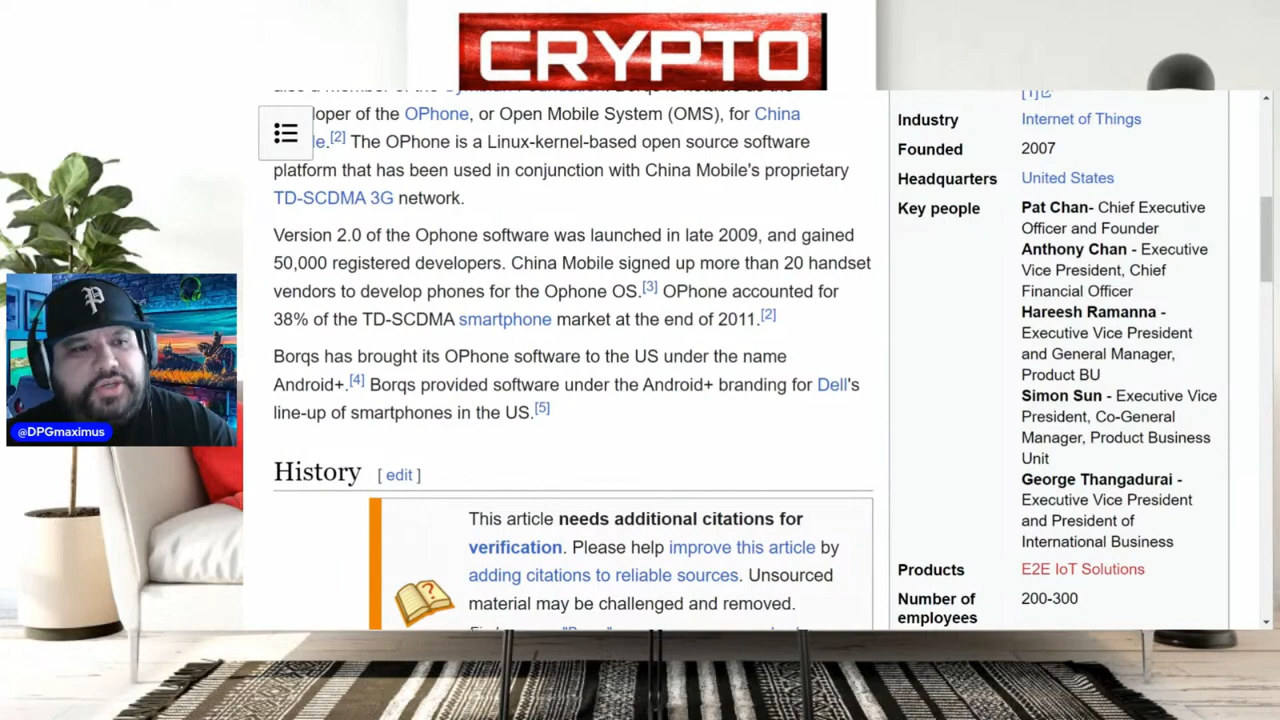 CRYPTO
developer of the OPhone, or Open Mobile System (OMS), for China
[2] The OPhone is a Linux-kernel-based open source software
platform that has been used in conjunction with China Mobile's proprietary
TD-SCDMA 3G network.
Version 2.0 of the Ophone software was launched in late 2009, and gained
50,000 registered developers. China Mobile signed up more than 20 handset
vendors to develop phones for the Ophone OS.[3] OPhone accounted for
38% of the TD-SCDMA smartphone market at the end of 2011.[2]
Borqs has brought its OPhone software to the US under the name
Android+.[4] Borqs provided software under the Android+ branding for Dell's
line-up of smartphones in the US.[5]
History [ edit ]
This article needs additional citations for
verification. Please help improve this article by
adding citations to reliable sources. Unsourced
material may be challenged and removed.
[1]
Industry Internet of Things
Founded 2007
Headquarters United States
Key people Pat Chan- Chief Executive
Officer and Founder
Anthony Chan - Executive
Vice President, Chief
Financial Officer
Hareesh Ramanna -
Executive Vice President
and General Manager,
Product BU
Simon Sun - Executive Vice
President, Co-General
Manager, Product Business
Unit
George Thangadurai -
Executive Vice President
and President of
International Business
Products E2E IoT Solutions
Number of 200-300
employees
P
@DPGmaximus